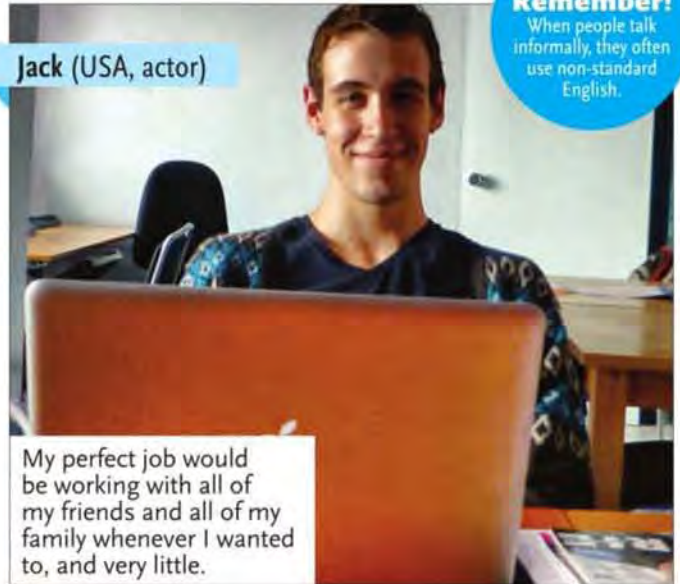 Remember!
When people talk
informally, they often
use non-standard
English.
Jack (USA, actor)
My perfect job would
be working with all of
my friends and all of my
family whenever I wanted
to, and very little.